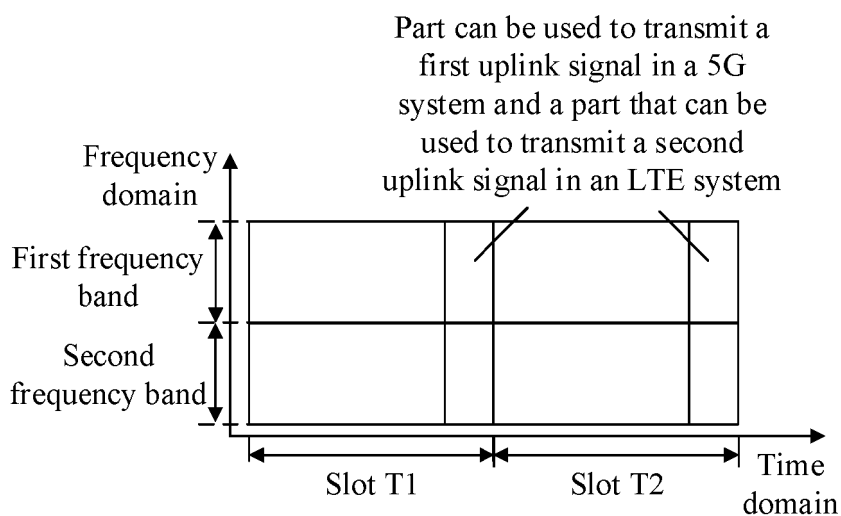 Part can be used to transmit a
first uplink signal in a 5G
system and a part that can be
used to transmit a second
uplink signal in an LTE system
Frequency
domain
First frequency
band
Second
frequency band
Slot T1
Slot T2
Time
domain